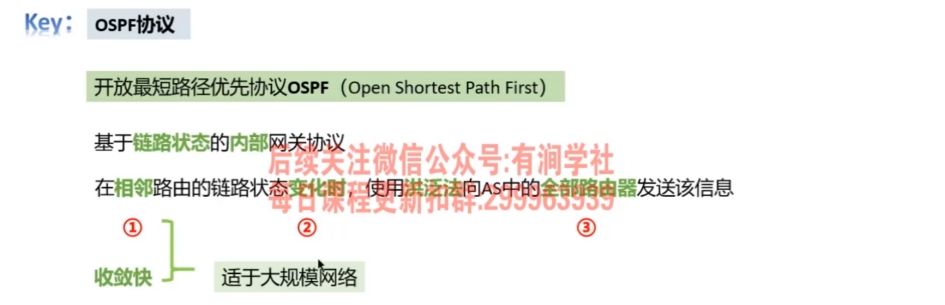 Key: OSPF协议
开放最短路径优先协议OSPF（Open Shortest Path First）
基于链路状态的内部网关协议
后续关注微信公众号:有涧学社
在相邻路由的链路状态变化时，使用洪泛法向AS中的全部路由器发送该信息
每日课程更新扣群:299963939
① ② ③
收敛快 适于大规模网络